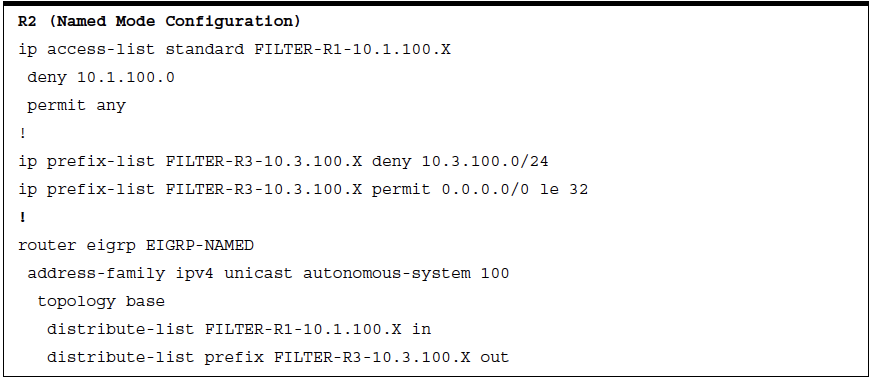 R2 (Named Mode Configuration)
ip access-list standard FILTER-R1-10.1.100.X
 deny 10.1.100.0
 permit any
!
ip prefix-list FILTER-R3-10.3.100.X deny 10.3.100.0/24
ip prefix-list FILTER-R3-10.3.100.X permit 0.0.0.0/0 le 32
!
router eigrp EIGRP-NAMED
 address-family ipv4 unicast autonomous-system 100
  topology base
   distribute-list FILTER-R1-10.1.100.X in
   distribute-list prefix FILTER-R3-10.3.100.X out